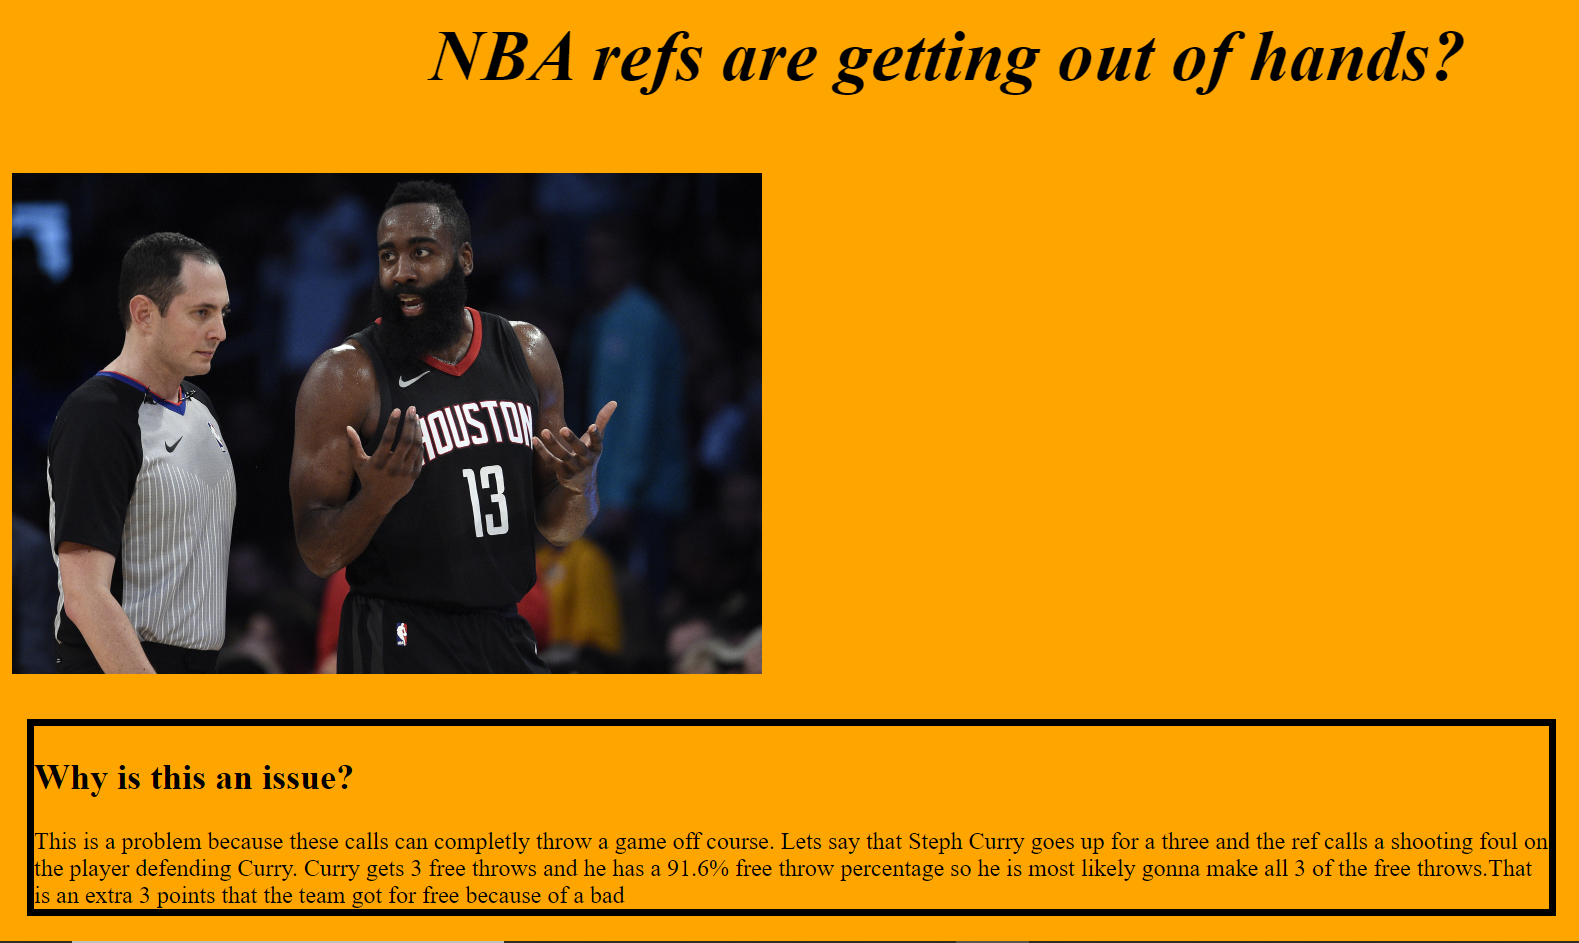 NBA refs are getting out of hands?
HOUSTON
13
Why is this an issue?
This is a problem because these calls can completly throw a game off course. Lets say that Steph Curry goes up for a three and the ref calls a shooting foul on
the player defending Curry. Curry gets 3 free throws and he has a 91.6% free throw percentage so he is most likely gonna make all 3 of the free throws.That
is an extra 3 points that the team got for free because of a bad